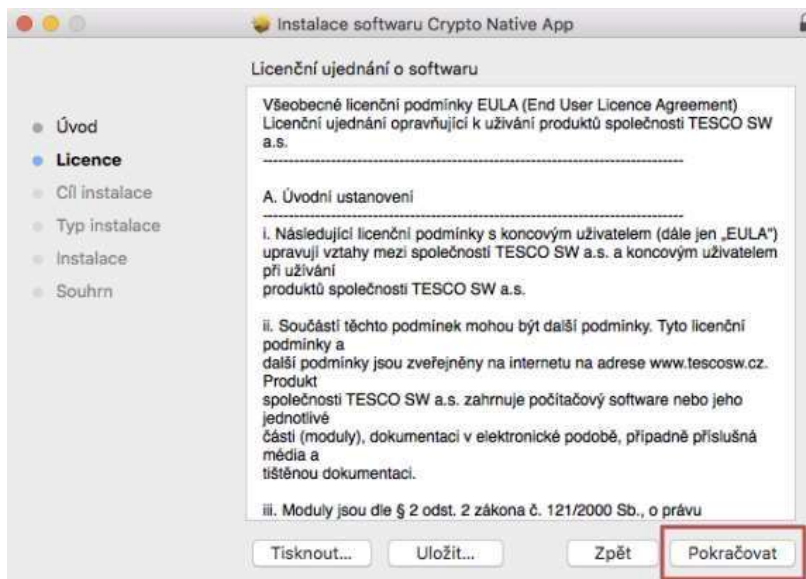 Instalace softwaru Crypto Native App
Licenční ujednání o softwaru
Úvod
Licence
Cíl instalace
Typ instalace
Instalace
Souhrn
Všeobecné licenční podmínky EULA (End User Licence Agreement)
Licenční ujednání opravňující k užívání produktů společnosti TESCO SW
a.s.
--------------------------------------------------------------------------------
A. Úvodní ustanovení
--------------------------------------------------------------------------------
i. Následující licenční podmínky s koncovým uživatelem (dále jen „EULA“)
upravují vztahy mezi společností TESCO SW a.s. a koncovým uživatelem
při užívání
produktů společnosti TESCO SW a.s.
ii. Součástí těchto podmínek mohou být další podmínky. Tyto licenční
podmínky a
další podmínky jsou zveřejněny na internetu na adrese www.tescosw.cz.
Produkt
společnosti TESCO SW a.s. zahrnuje počítačový software nebo jeho
jednotlivé
části (moduly), dokumentaci v elektronické podobě, případně příslušná
média a
tištěnou dokumentaci.
iii. Moduly jsou dle § 2 odst. 2 zákona č. 121/2000 Sb., o právu
Tisknout...
Uložit...
Zpět
Pokračovat